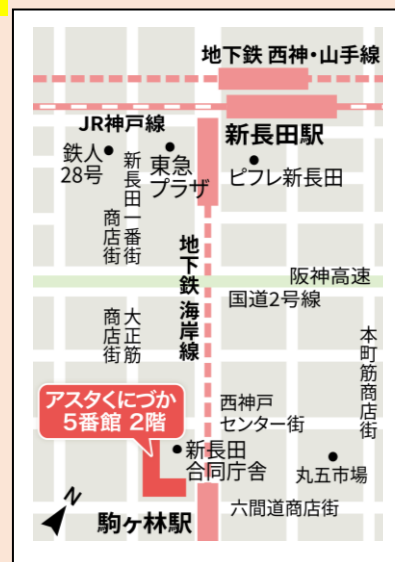 地下鉄 西神・山手線
JR神戸線
新長田駅
鉄人
28号
新長田一番街
商店街
東急
プラザ
ピフレ新長田
地下鉄 海岸線
阪神高速
国道2号線
大正筋
商店街
本町筋商店街
アスタくにづか
5番館 2階
西神戸
センター街
新長田
合同庁舎
丸五市場
六間道商店街
駒ヶ林駅
N